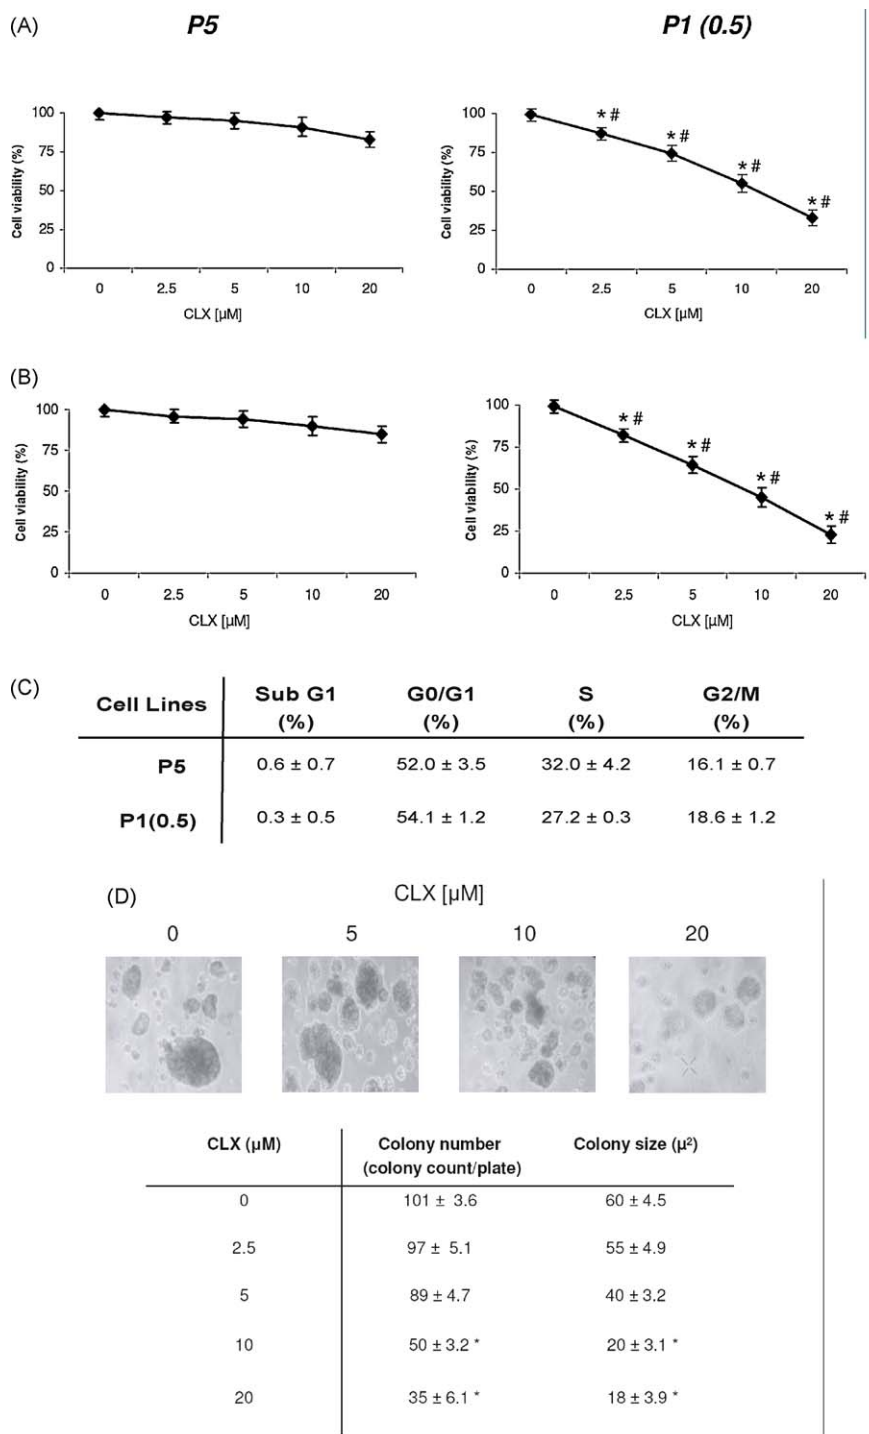 (A)
P5
P1 (0.5)
Cell viability (%)
100
75
50
25
0
0 2.5 5 10 20
CLX [µM]
Cell viability (%)
100
75
50
25
0
* # * # * # * #
0 2.5 5 10 20
CLX [µM]
(B)
Cell viability (%)
100
75
50
25
0
0 2.5 5 10 20
CLX [µM]
Cell viability (%)
100
75
50
25
0
* # * # * # * #
0 2.5 5 10 20
CLX [µM]
(C)
Cell Lines Sub G1 (%) G0/G1 (%) S (%) G2/M (%)
P5 0.6 ± 0.7 52.0 ± 3.5 32.0 ± 4.2 16.1 ± 0.7
P1(0.5) 0.3 ± 0.5 54.1 ± 1.2 27.2 ± 0.3 18.6 ± 1.2
(D)
CLX [µM]
0 5 10 20
CLX (µM) Colony number (colony count/plate) Colony size (µ²)
0 101 ± 3.6 60 ± 4.5
2.5 97 ± 5.1 55 ± 4.9
5 89 ± 4.7 40 ± 3.2
10 50 ± 3.2 * 20 ± 3.1 *
20 35 ± 6.1 * 18 ± 3.9 *